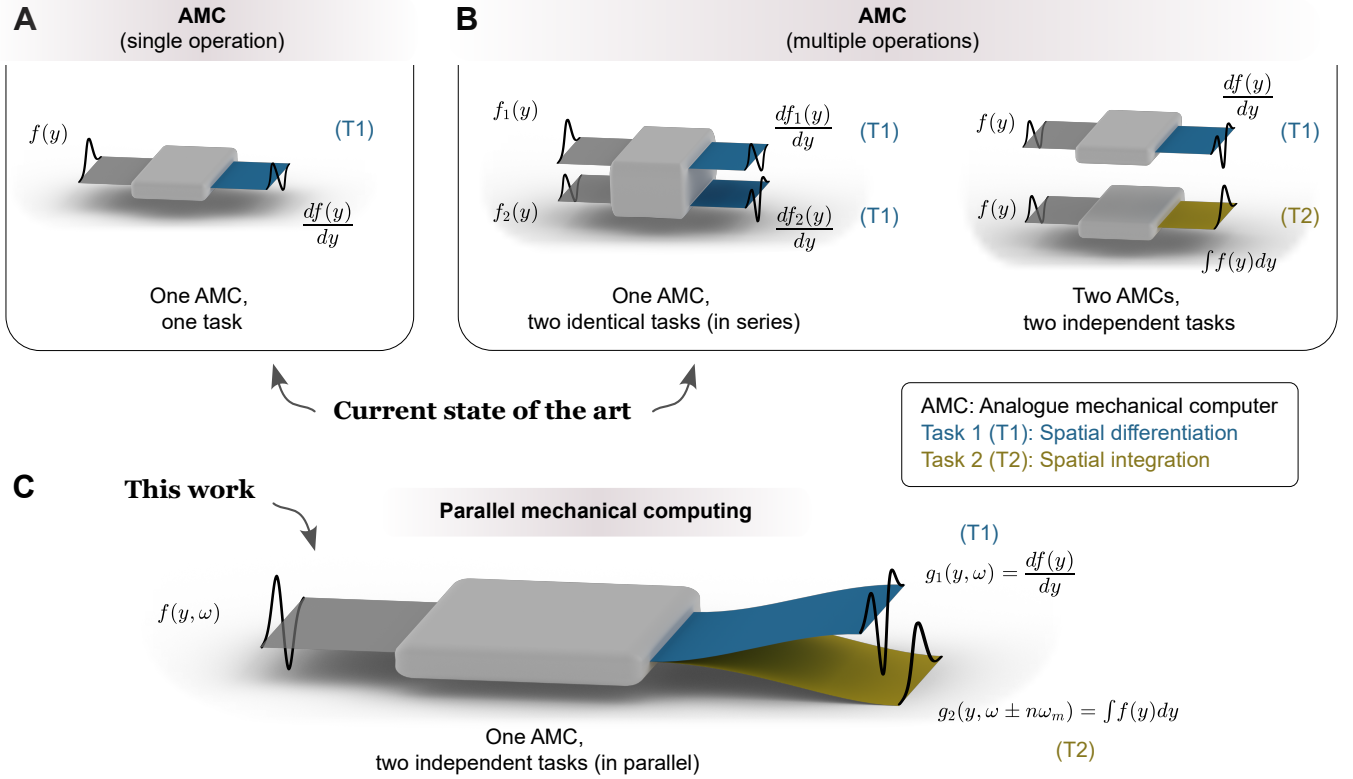 A
AMC
(single operation)
f(y)
(T1)
df(y)
dy
One AMC,
one task
B
AMC
(multiple operations)
f₁(y)
df₁(y)
dy
(T1)
f₂(y)
df₂(y)
dy
(T1)
One AMC,
two identical tasks (in series)
f(y)
df(y)
dy
(T1)
f(y)
(T2)
∫f(y)dy
Two AMCs,
two independent tasks
Current state of the art
AMC: Analogue mechanical computer
Task 1 (T1): Spatial differentiation
Task 2 (T2): Spatial integration
C
This work
Parallel mechanical computing
f(y, ω)
(T1)
g₁(y, ω) = df(y)
dy
g₂(y, ω ± nωₘ) = ∫f(y)dy
(T2)
One AMC,
two independent tasks (in parallel)